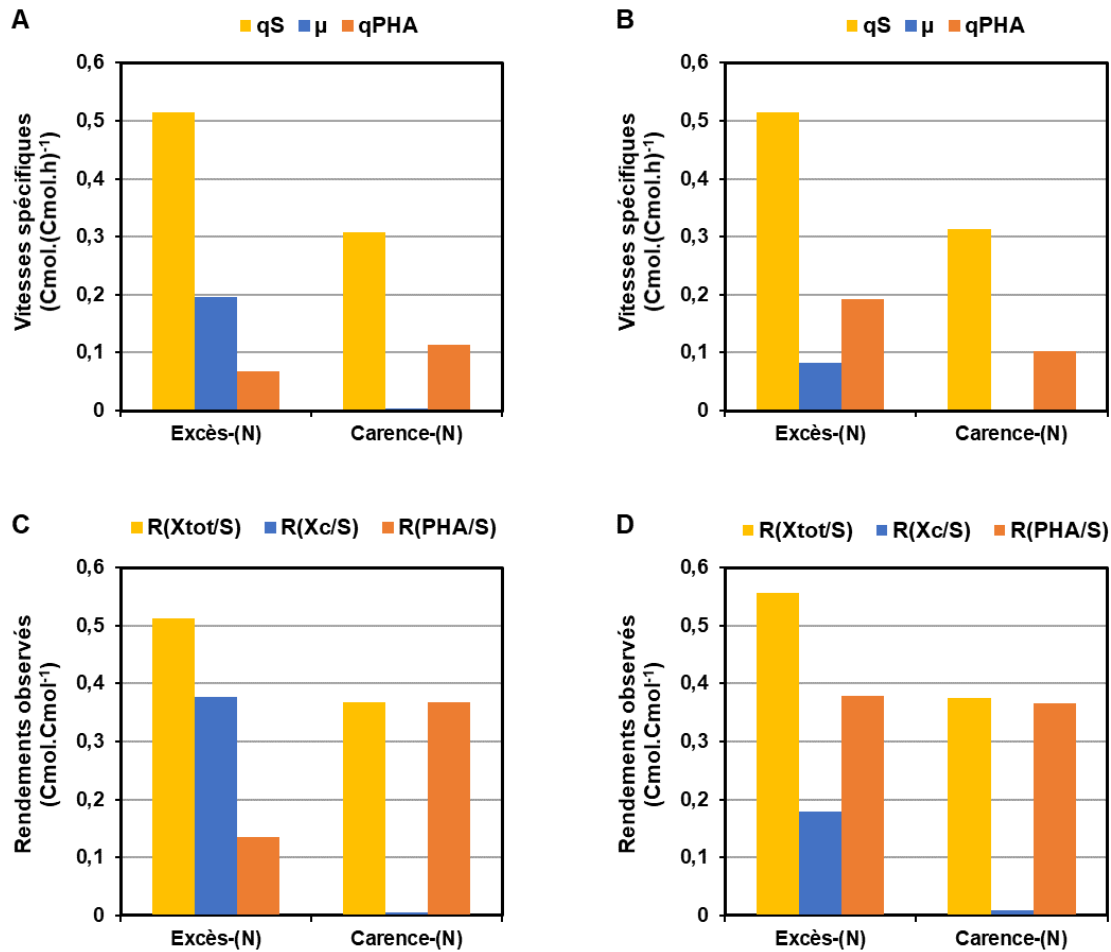 A
qS µ qPHA
Vitesses spécifiques
(Cmol.(Cmol.h)-1)
0,6
0,5
0,4
0,3
0,2
0,1
0
Excès-(N) Carence-(N)
B
qS µ qPHA
Vitesses spécifiques
(Cmol.(Cmol.h)-1)
0,6
0,5
0,4
0,3
0,2
0,1
0
Excès-(N) Carence-(N)
C
R(Xtot/S) R(Xc/S) R(PHA/S)
Rendements observés
(Cmol.Cmol-1)
0,6
0,5
0,4
0,3
0,2
0,1
0
Excès-(N) Carence-(N)
D
R(Xtot/S) R(Xc/S) R(PHA/S)
Rendements observés
(Cmol.Cmol-1)
0,6
0,5
0,4
0,3
0,2
0,1
0
Excès-(N) Carence-(N)